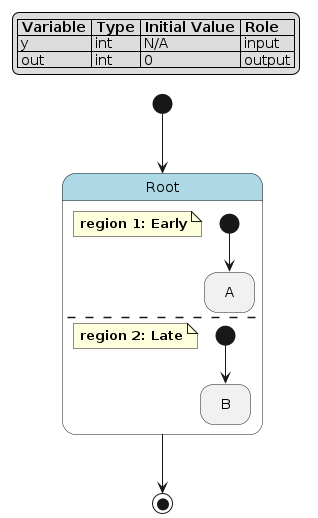 Variable Type Initial Value Role
y int N/A input
out int 0 output
Root
region 1: Early
A
region 2: Late
B